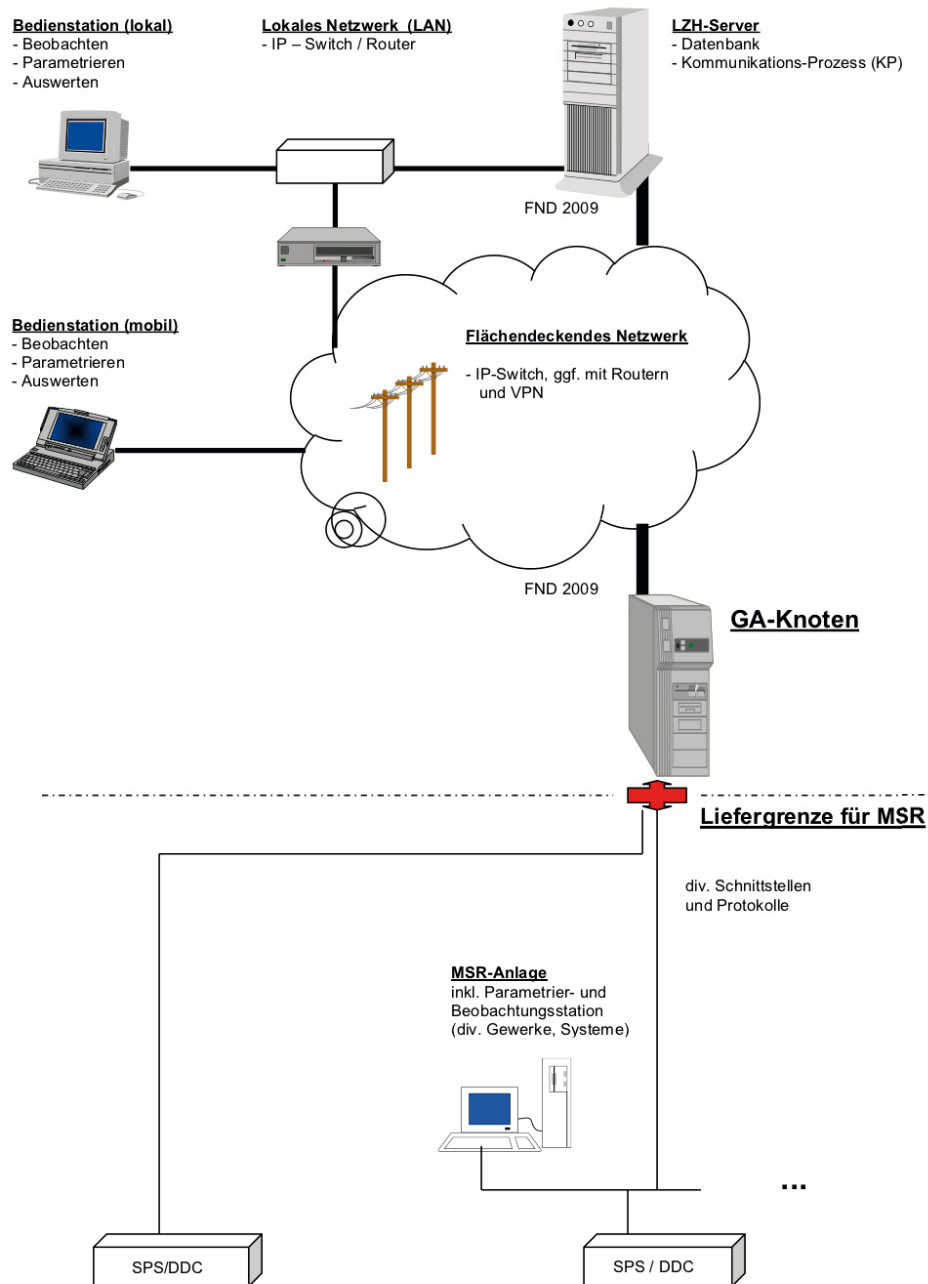 Bedienstation (lokal)
- Beobachten
- Parametrieren
- Auswerten
Lokales Netzwerk (LAN)
- IP – Switch / Router
LZH-Server
- Datenbank
- Kommunikations-Prozess (KP)
FND 2009
Bedienstation (mobil)
- Beobachten
- Parametrieren
- Auswerten
Flächendeckendes Netzwerk
- IP-Switch, ggf. mit Routern
und VPN
FND 2009
GA-Knoten
Liefergrenze für MSR
div. Schnittstellen
und Protokolle
MSR-Anlage
inkl. Parametrier- und
Beobachtungsstation
(div. Gewerke, Systeme)
...
SPS/DDC
SPS / DDC